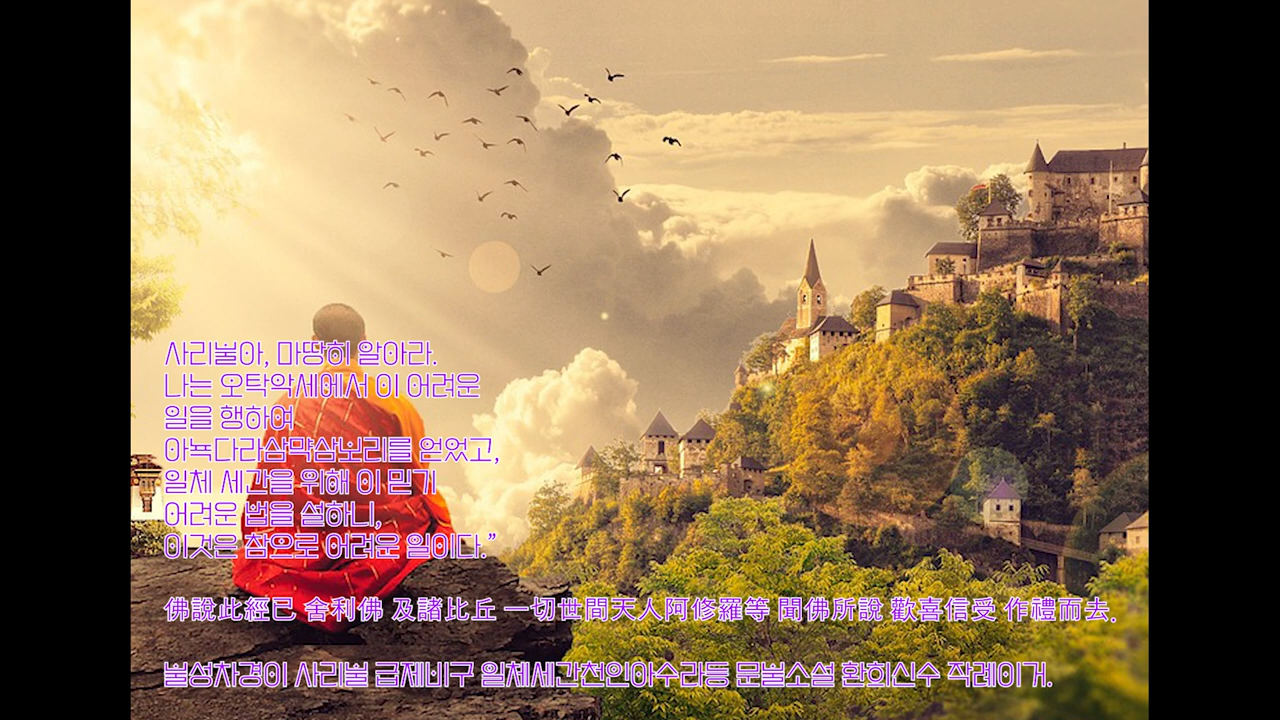 사리불아, 마땅히 알아라.
나는 오탁악세에서 이 어려운
일을 행하여
아뇩다라삼먁삼보리를 얻었고,
일체 세간을 위해 이 믿기
어려운 법을 설하니,
이것은 참으로 어려운 일이다.”
佛說此經已 舍利佛 及諸比丘 一切世間天人阿修羅等 聞佛所說 歡喜信受 作禮而去.
불성차경이 사리불 급제비구 일체세간천인아수라등 문불소설 환희신수 작례이거.